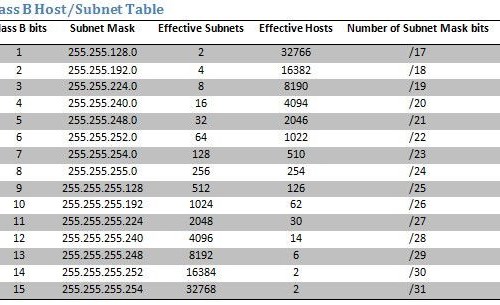 ass B Host/Subnet Table
lass B bits Subnet Mask Effective Subnets Effective Hosts Number of Subnet Mask bits
1 255.255.128.0 2 32766 /17
2 255.255.192.0 4 16382 /18
3 255.255.224.0 8 8190 /19
4 255.255.240.0 16 4094 /20
5 255.255.248.0 32 2046 /21
6 255.255.252.0 64 1022 /22
7 255.255.254.0 128 510 /23
8 255.255.255.0 256 254 /24
9 255.255.255.128 512 126 /25
10 255.255.255.192 1024 62 /26
11 255.255.255.224 2048 30 /27
12 255.255.255.240 4096 14 /28
13 255.255.255.248 8192 6 /29
14 255.255.255.252 16384 2 /30
15 255.255.255.254 32768 2 /31